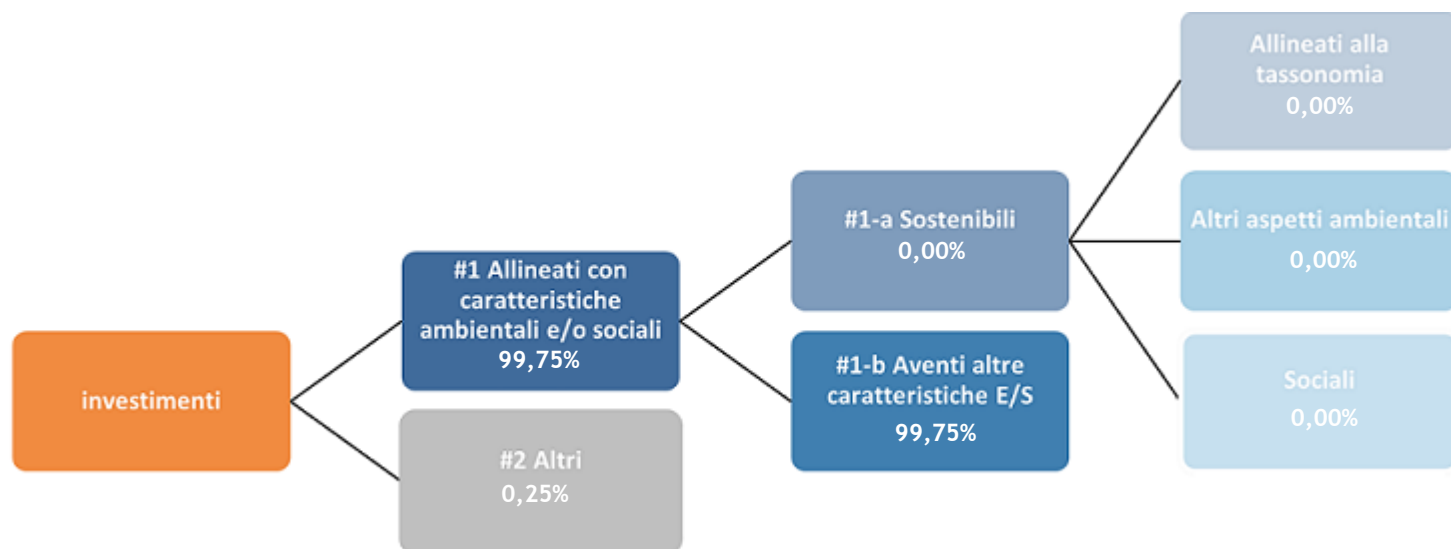 investimenti
#1 Allineati con
caratteristiche
ambientali e/o sociali
99,75%
#2 Altri
0,25%
#1-a Sostenibili
0,00%
#1-b Aventi altre
caratteristiche E/S
99,75%
Allineati alla
tassonomia
0,00%
Altri aspetti ambientali
0,00%
Sociali
0,00%